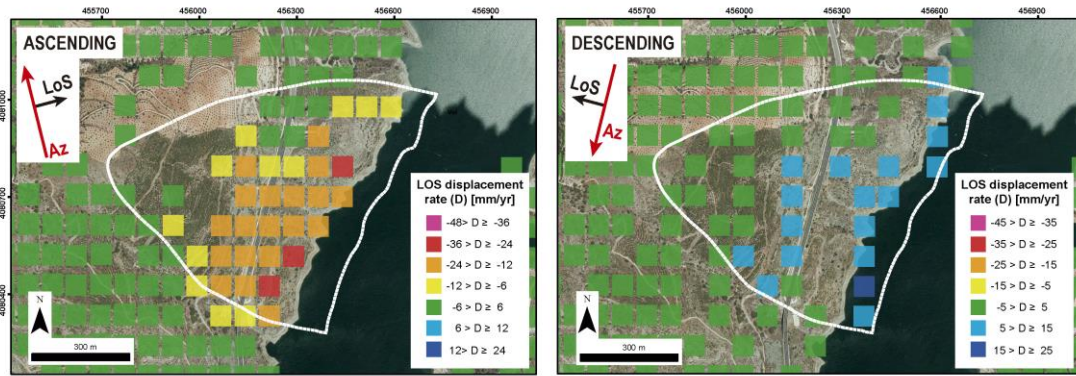 455700 456000 456300 456600 456900
ASCENDING
LoS
Az
4081000
4080700
4080400
LOS displacement
rate (D) [mm/yr]
-48> D ≥ -36
-36 > D ≥ -24
-24 > D ≥ -12
-12 > D ≥ -6
-6 > D ≥ 6
6 > D ≥ 12
12> D ≥ 24
N
300 m
455700 456000 456300 456600 456900
DESCENDING
LoS
Az
LOS displacement
rate (D) [mm/yr]
-45 > D ≥ -35
-35 > D ≥ -25
-25 > D ≥ -15
-15 > D ≥ -5
-5 > D ≥ 5
5 > D ≥ 15
15 > D ≥ 25
N
300 m